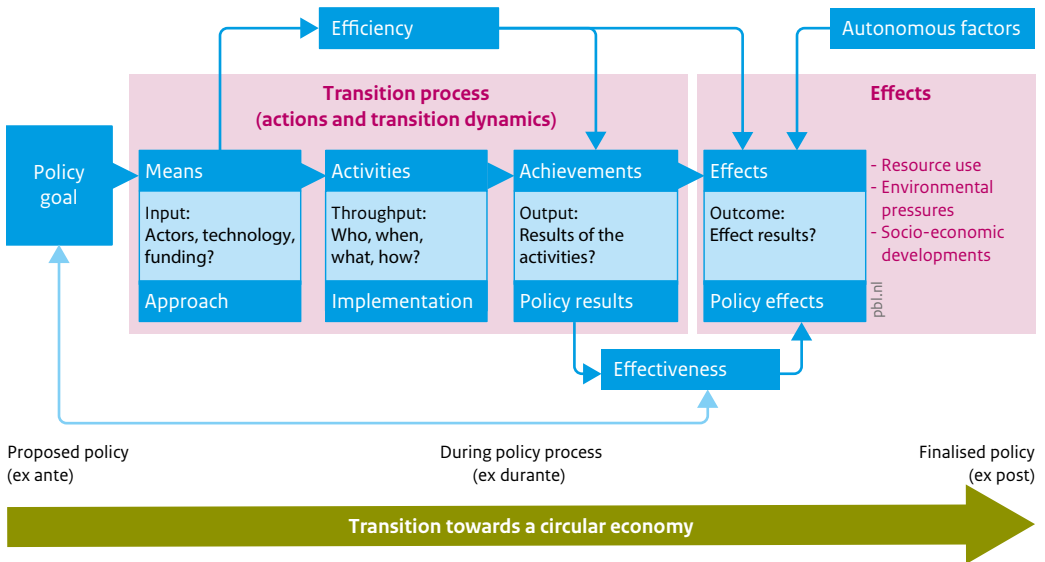 Efficiency
Autonomous factors
Transition process
(actions and transition dynamics)
Effects
Policy
goal
Means
Input:
Actors, technology,
funding?
Approach
Activities
Throughput:
Who, when,
what, how?
Implementation
Achievements
Output:
Results of the
activities?
Policy results
Effects
Outcome:
Effect results?
Policy effects
- Resource use
- Environmental
pressures
- Socio-economic
developments
pbl.nl
Effectiveness
Proposed policy
(ex ante)
During policy process
(ex durante)
Finalised policy
(ex post)
Transition towards a circular economy